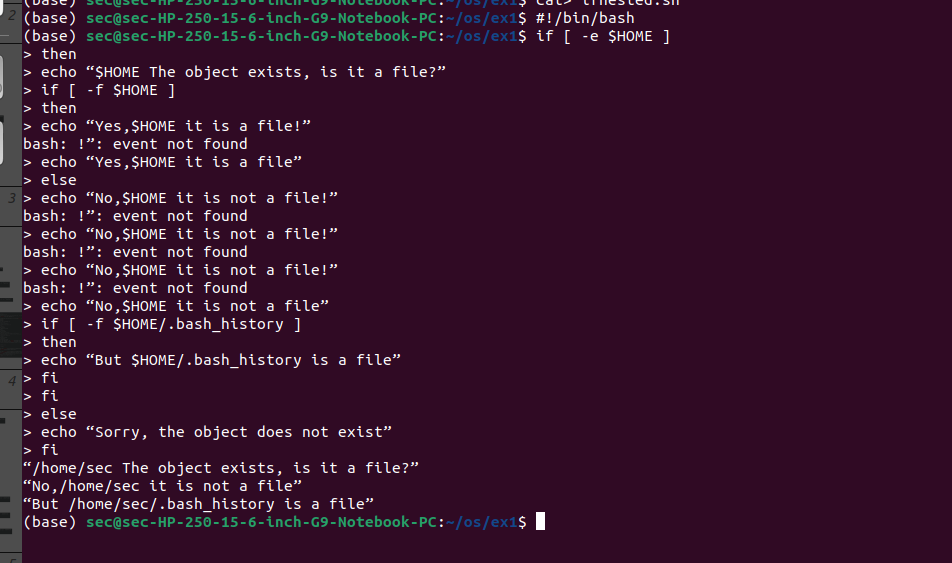 (base) sec@sec-HP-250-15-6-inch-G9-Notebook-PC:~/os/ex1$ cat> ifnested.sh
(base) sec@sec-HP-250-15-6-inch-G9-Notebook-PC:~/os/ex1$ #!/bin/bash
(base) sec@sec-HP-250-15-6-inch-G9-Notebook-PC:~/os/ex1$ if [ -e $HOME ]
> then
> echo “$HOME The object exists, is it a file?”
> if [ -f $HOME ]
> then
> echo “Yes,$HOME it is a file!”
bash: !”: event not found
> echo “Yes,$HOME it is a file”
> else
> echo “No,$HOME it is not a file!”
bash: !”: event not found
> echo “No,$HOME it is not a file!”
bash: !”: event not found
> echo “No,$HOME it is not a file!”
bash: !”: event not found
> echo “No,$HOME it is not a file”
> if [ -f $HOME/.bash_history ]
> then
> echo “But $HOME/.bash_history is a file”
> fi
> fi
> else
> echo “Sorry, the object does not exist”
> fi
“/home/sec The object exists, is it a file?”
“No,/home/sec it is not a file”
“But /home/sec/.bash_history is a file”
(base) sec@sec-HP-250-15-6-inch-G9-Notebook-PC:~/os/ex1$
2
3
4
5